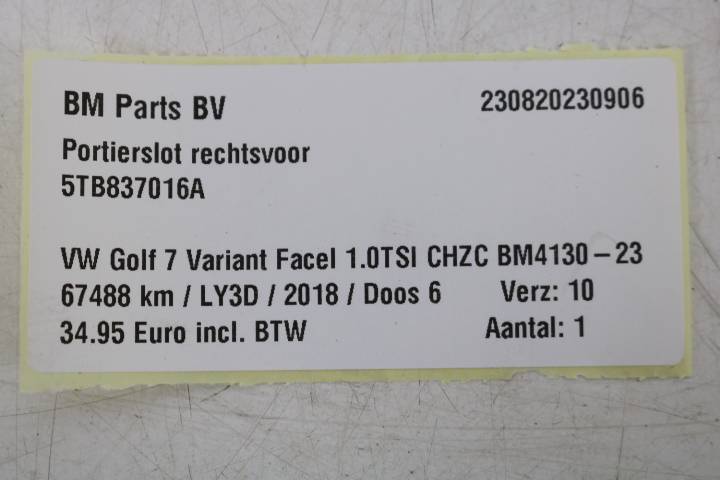 BM Parts BV 230820230906
Portierslot rechtsvoor
5TB837016A
VW Golf 7 Variant Facel 1.0TSI CHZC BM4130-23
67488 km / LY3D / 2018 / Doos 6 Verz: 10
34.95 Euro incl. BTW Aantal: 1